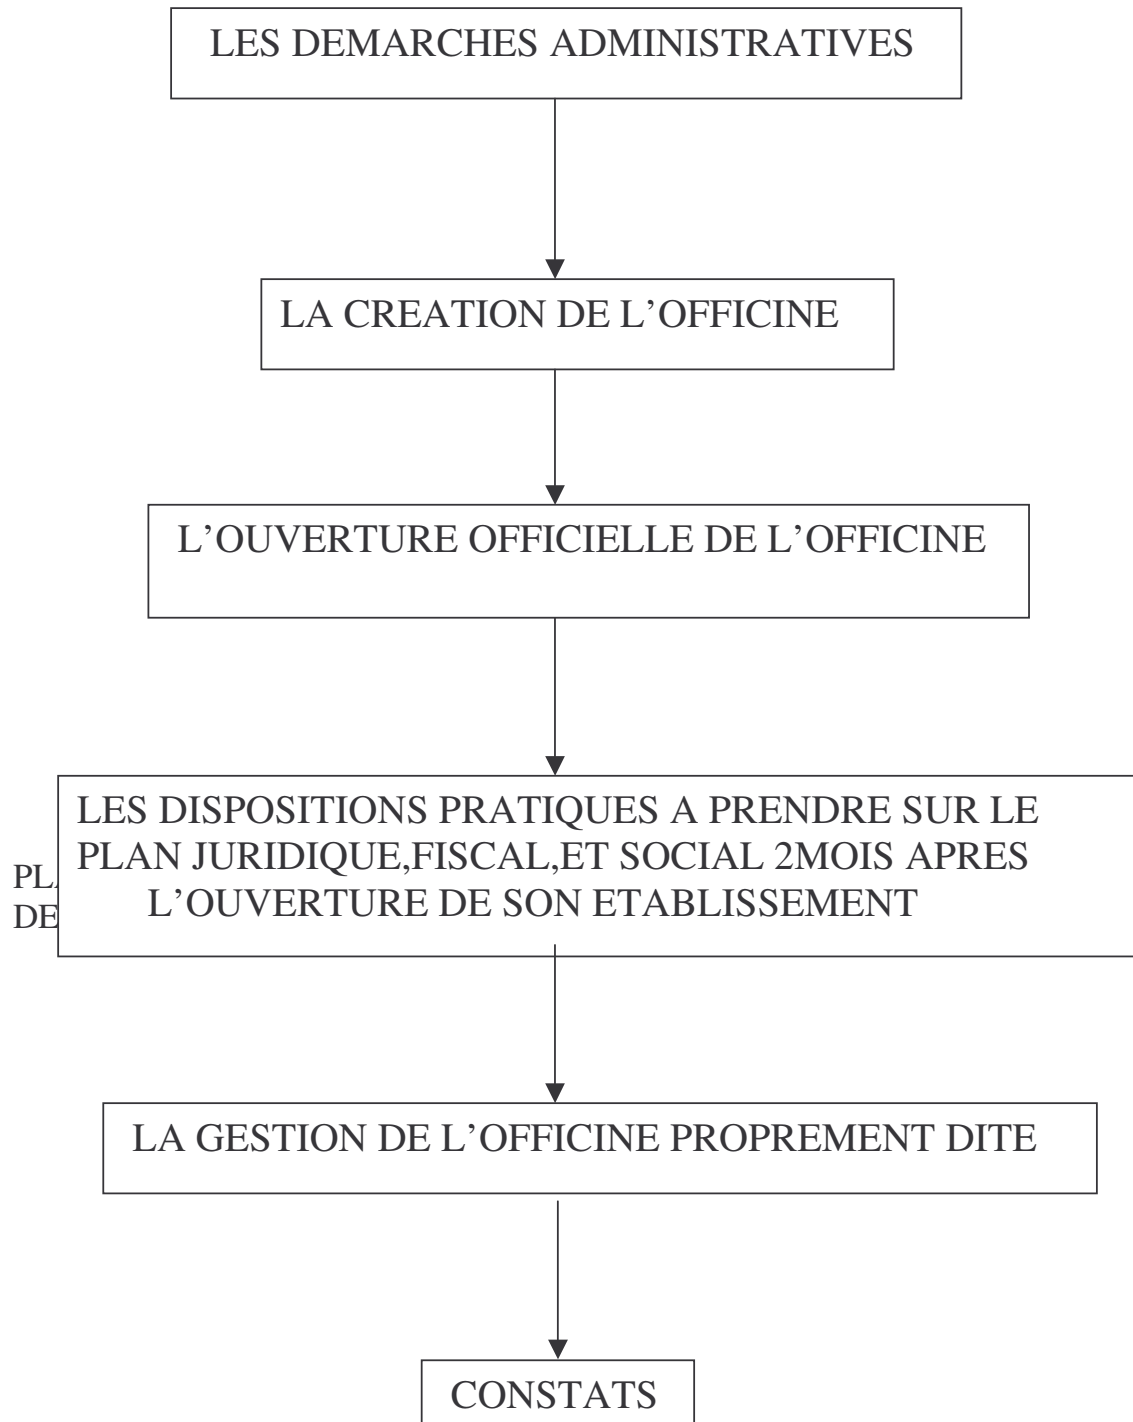 LES DEMARCHES ADMINISTRATIVES
LA CREATION DE L’OFFICINE
L’OUVERTURE OFFICIELLE DE L’OFFICINE
LES DISPOSITIONS PRATIQUES A PRENDRE SUR LE
PLAN JURIDIQUE,FISCAL,ET SOCIAL 2MOIS APRES
L’OUVERTURE DE SON ETABLISSEMENT
LA GESTION DE L’OFFICINE PROPREMENT DITE
CONSTATS